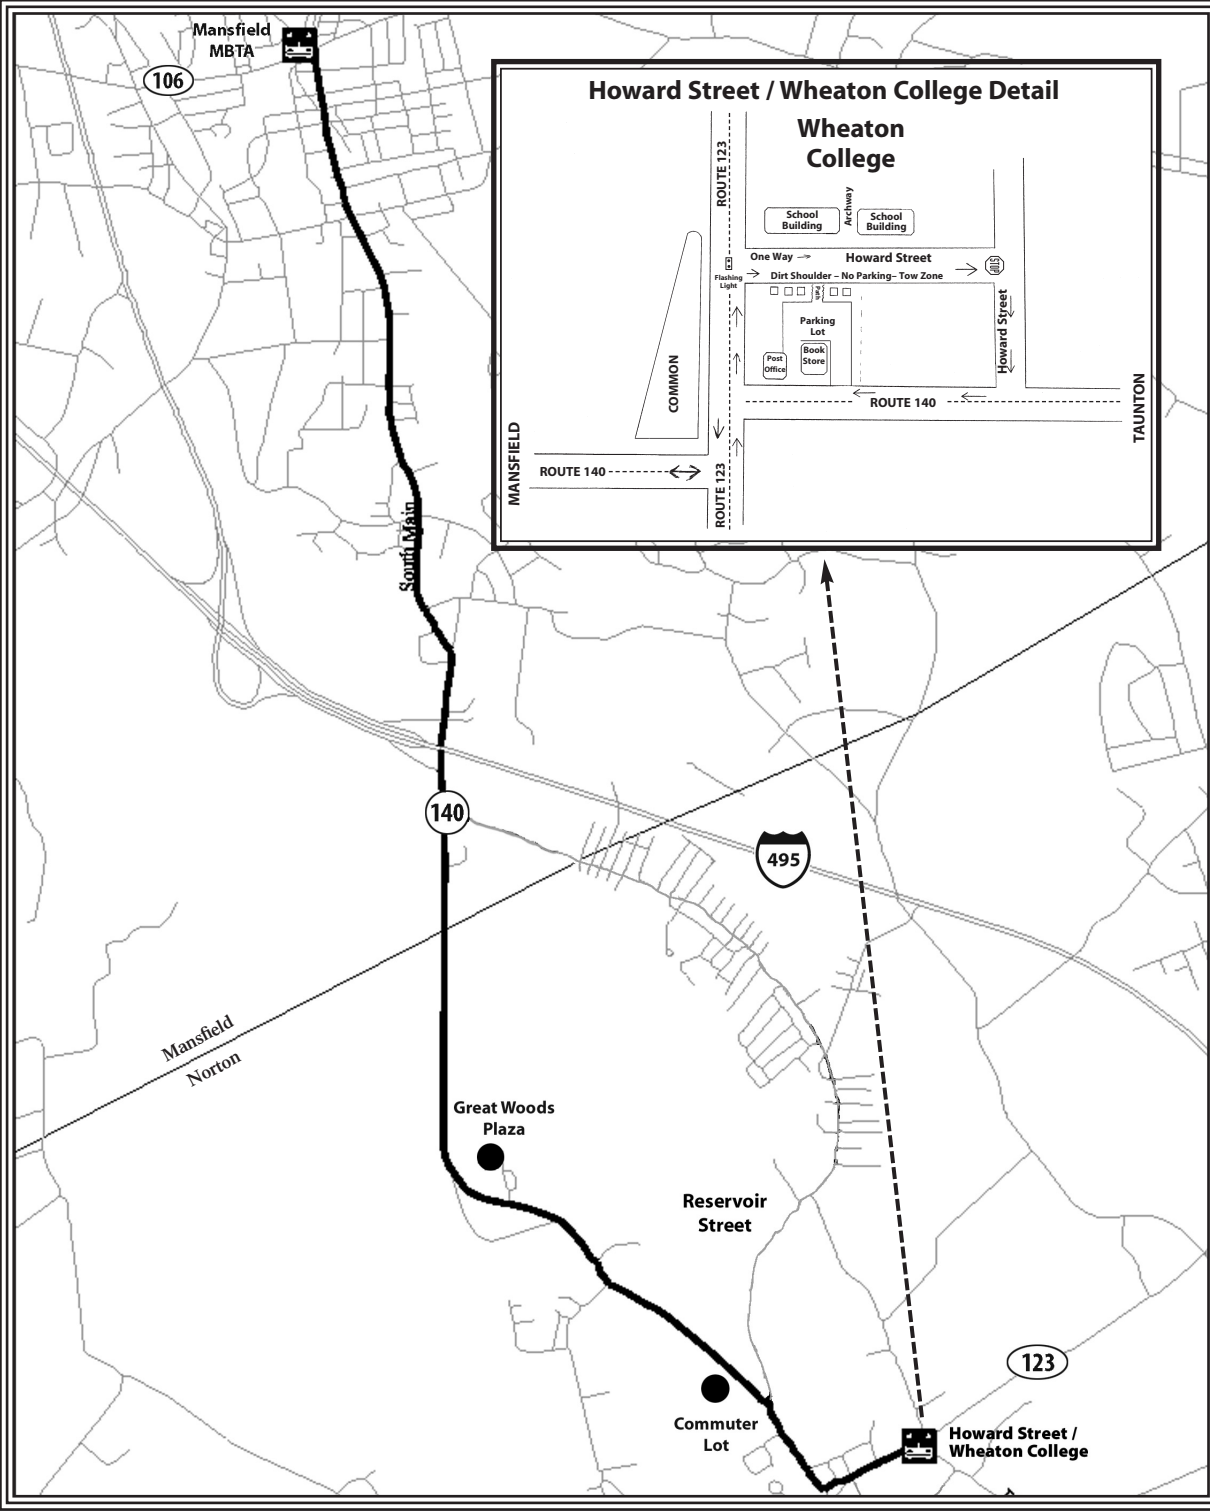 Mansfield
MBTA
106
Howard Street / Wheaton College Detail
Wheaton
College
ROUTE 123
Archway
School
Building
School
Building
One Way
Howard Street
STOP
Flashing
Light
Dirt Shoulder – No Parking– Tow Zone
Path
Parking
Lot
Howard Street
Post
Office
Book
Store
COMMON
ROUTE 140
TAUNTON
MANSFIELD
ROUTE 140
ROUTE 123
South Main
140
495
Mansfield
Norton
Great Woods
Plaza
Reservoir
Street
123
Commuter
Lot
Howard Street /
Wheaton College